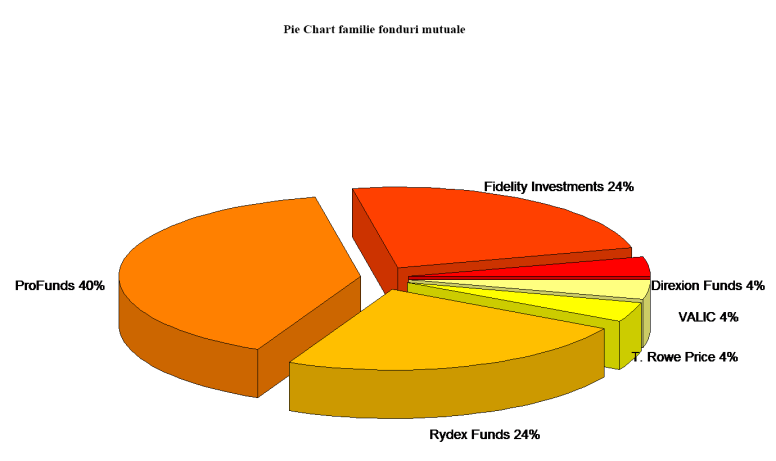 Pie Chart familie fonduri mutuale
Fidelity Investments 24%
ProFunds 40%
Direxion Funds 4%
VALIC 4%
T. Rowe Price 4%
Rydex Funds 24%